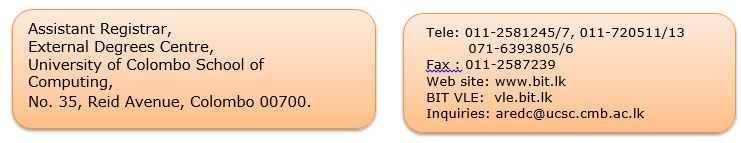 Assistant Registrar,
External Degrees Centre,
University of Colombo School of
Computing,
No. 35, Reid Avenue, Colombo 00700.
Tele: 011-2581245/7, 011-720511/13
071-6393805/6
Fax : 011-2587239
Web site: www.bit.lk
BIT VLE: vle.bit.lk
Inquiries: aredc@ucsc.cmb.ac.lk